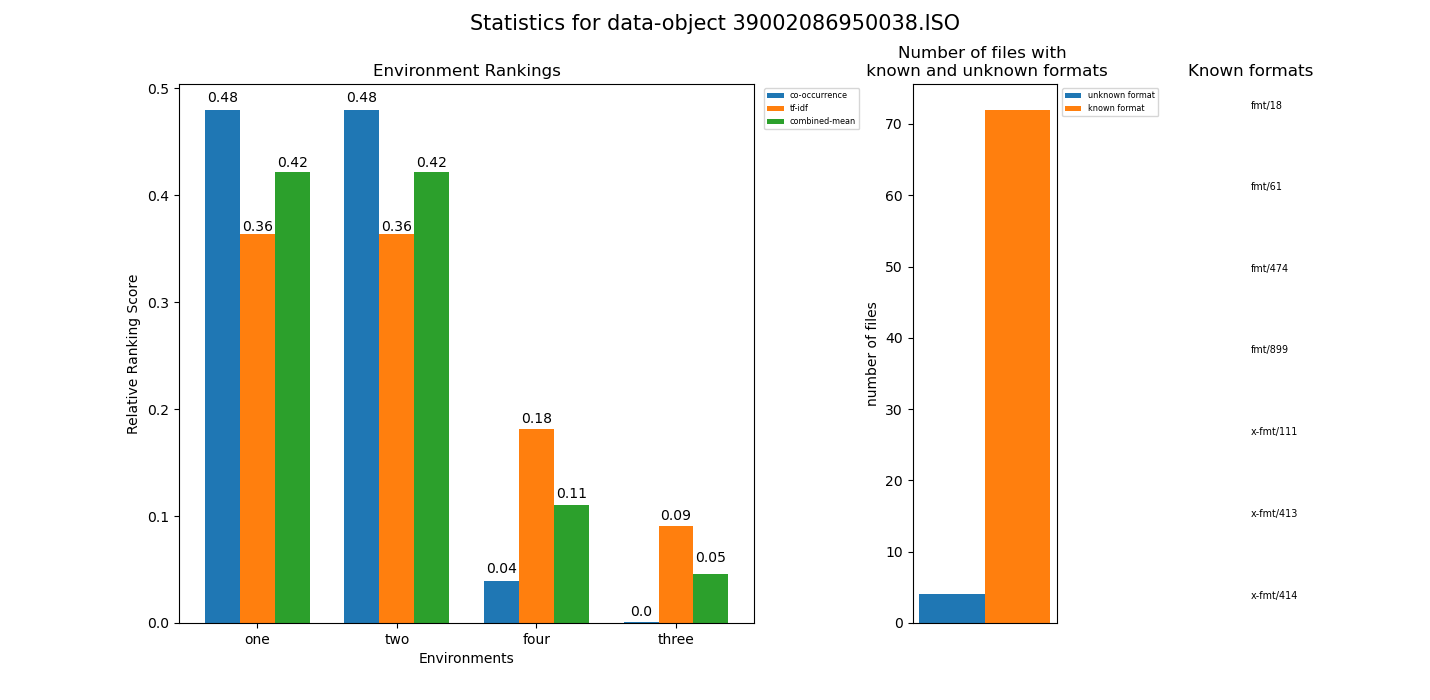 Statistics for data-object 39002086950038.ISO
Environment Rankings
0.5
0.4
0.3
0.2
0.1
0.0
Relative Ranking Score
0.48
0.36
0.42
0.48
0.36
0.42
0.04
0.18
0.11
0.0
0.09
0.05
one
two
four
three
Environments
co-occurrence
tf-idf
combined-mean
Number of files with
known and unknown formats
70
60
50
40
30
20
10
0
number of files
unknown format
known format
Known formats
fmt/18
fmt/61
fmt/474
fmt/899
x-fmt/111
x-fmt/413
x-fmt/414